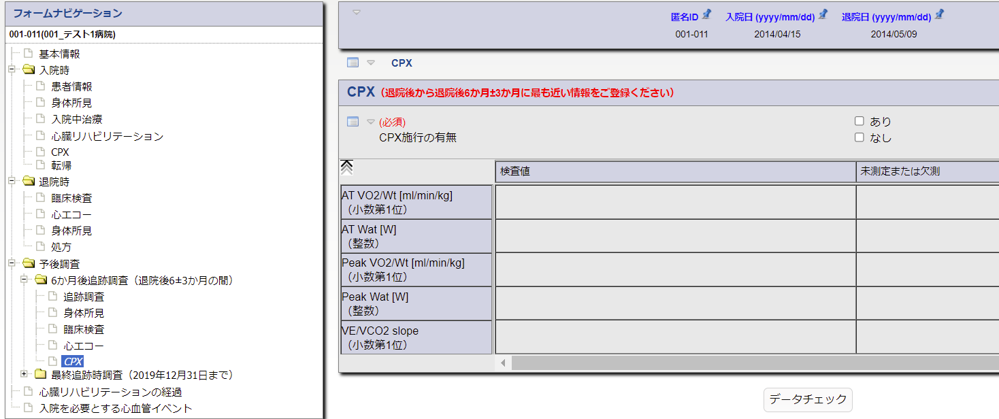 フォームナビゲーション
001-011(001_テスト1病院)
基本情報
入院時
患者情報
身体所見
入院中治療
心臓リハビリテーション
CPX
転帰
退院時
臨床検査
心エコー
身体所見
処方
予後調査
6か月後追跡調査（退院後6±3か月の間）
追跡調査
身体所見
臨床検査
心エコー
CPX
最終追跡時調査（2019年12月31日まで）
心臓リハビリテーションの経過
入院を必要とする心血管イベント
匿名ID 入院日 (yyyy/mm/dd) 退院日 (yyyy/mm/dd)
001-011 2014/04/15 2014/05/09
CPX
CPX（退院後から退院後6か月±3か月に最も近い情報をご登録ください）
(必須)
CPX施行の有無
あり
なし
検査値 未測定または欠測
AT VO2/Wt [ml/min/kg]
（小数第1位）
AT Wat [W]
（整数）
Peak VO2/Wt [ml/min/kg]
（小数第1位）
Peak Wat [W]
（整数）
VE/VCO2 slope
（小数第1位）
データチェック